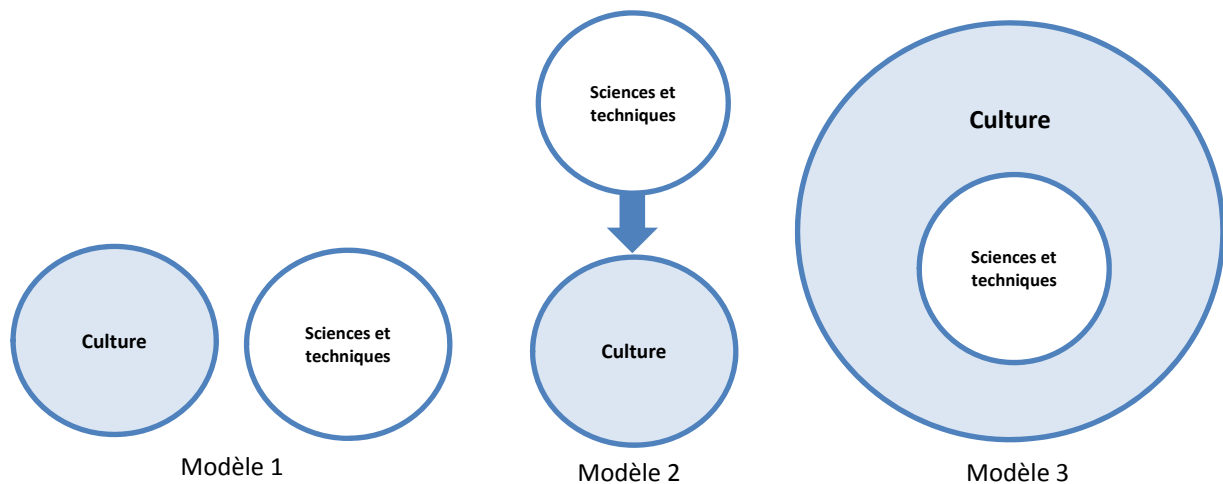 Culture
Sciences et
techniques
Modèle 1
Sciences et
techniques
Culture
Modèle 2
Culture
Sciences et
techniques
Modèle 3